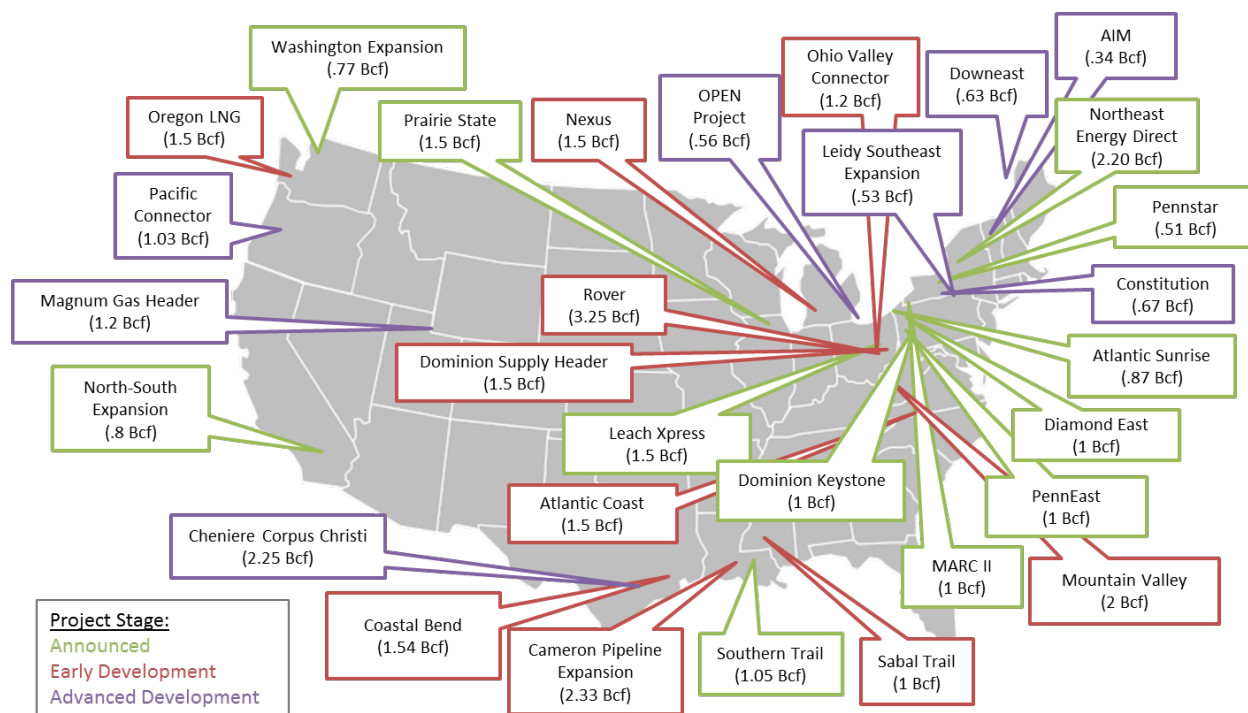 Washington Expansion
(.77 Bcf)
Oregon LNG
(1.5 Bcf)
Pacific
Connector
(1.03 Bcf)
Magnum Gas Header
(1.2 Bcf)
North-South
Expansion
(.8 Bcf)
Prairie State
(1.5 Bcf)
Nexus
(1.5 Bcf)
OPEN
Project
(.56 Bcf)
Ohio Valley
Connector
(1.2 Bcf)
Leidy Southeast
Expansion
(.53 Bcf)
Downeast
(.63 Bcf)
AIM
(.34 Bcf)
Northeast
Energy Direct
(2.20 Bcf)
Pennstar
(.51 Bcf)
Constitution
(.67 Bcf)
Rover
(3.25 Bcf)
Dominion Supply Header
(1.5 Bcf)
Atlantic Sunrise
(.87 Bcf)
Leach Xpress
(1.5 Bcf)
Diamond East
(1 Bcf)
Atlantic Coast
(1.5 Bcf)
Dominion Keystone
(1 Bcf)
PennEast
(1 Bcf)
Cheniere Corpus Christi
(2.25 Bcf)
MARC II
(1 Bcf)
Mountain Valley
(2 Bcf)
Coastal Bend
(1.54 Bcf)
Cameron Pipeline
Expansion
(2.33 Bcf)
Southern Trail
(1.05 Bcf)
Sabal Trail
(1 Bcf)
Project Stage:
Announced
Early Development
Advanced Development